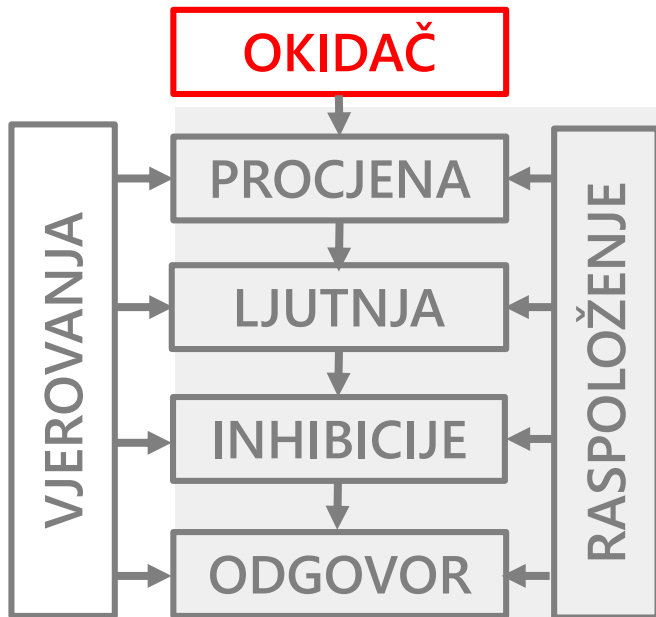 OKIDAČ
PROCJENA
LJUTNJA
INHIBICIJE
ODGOVOR
VJEROVANJA
RASPOLOŽENJE